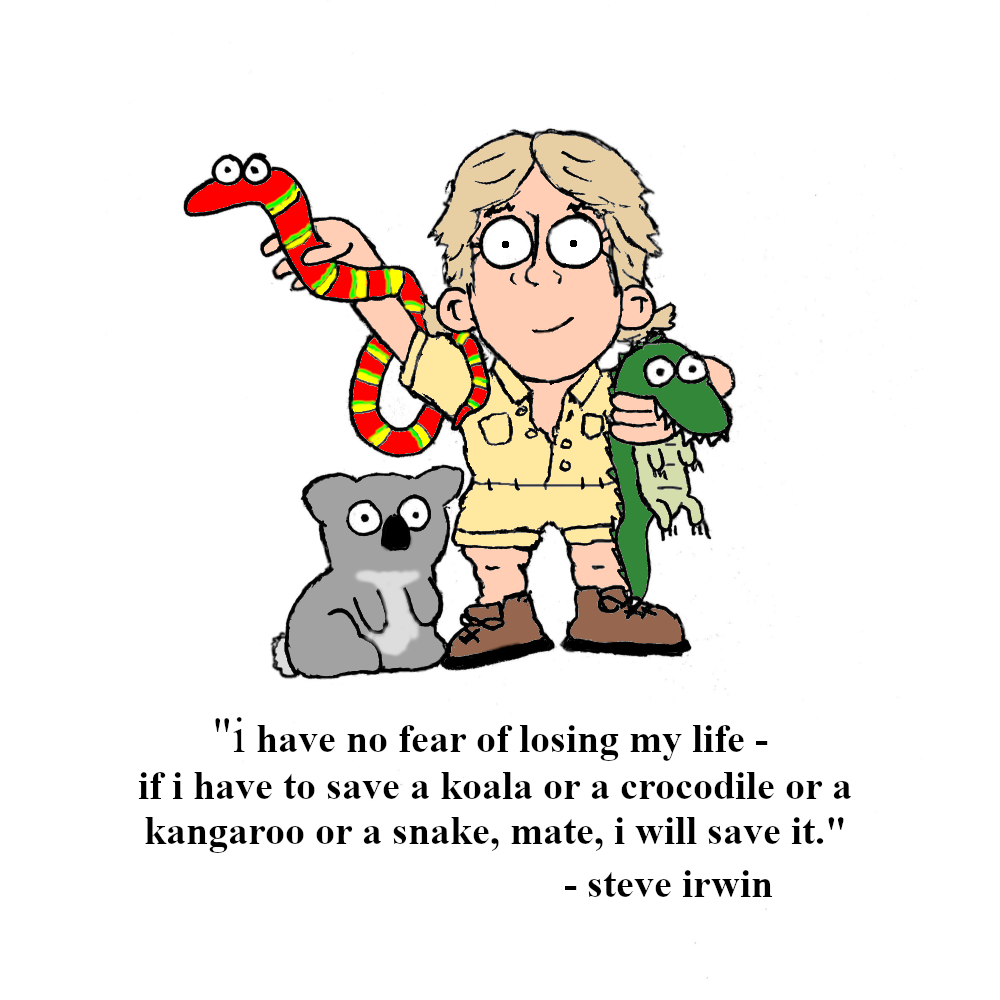 "i have no fear of losing my life -
if i have to save a koala or a crocodile or a
kangaroo or a snake, mate, i will save it."
- steve irwin